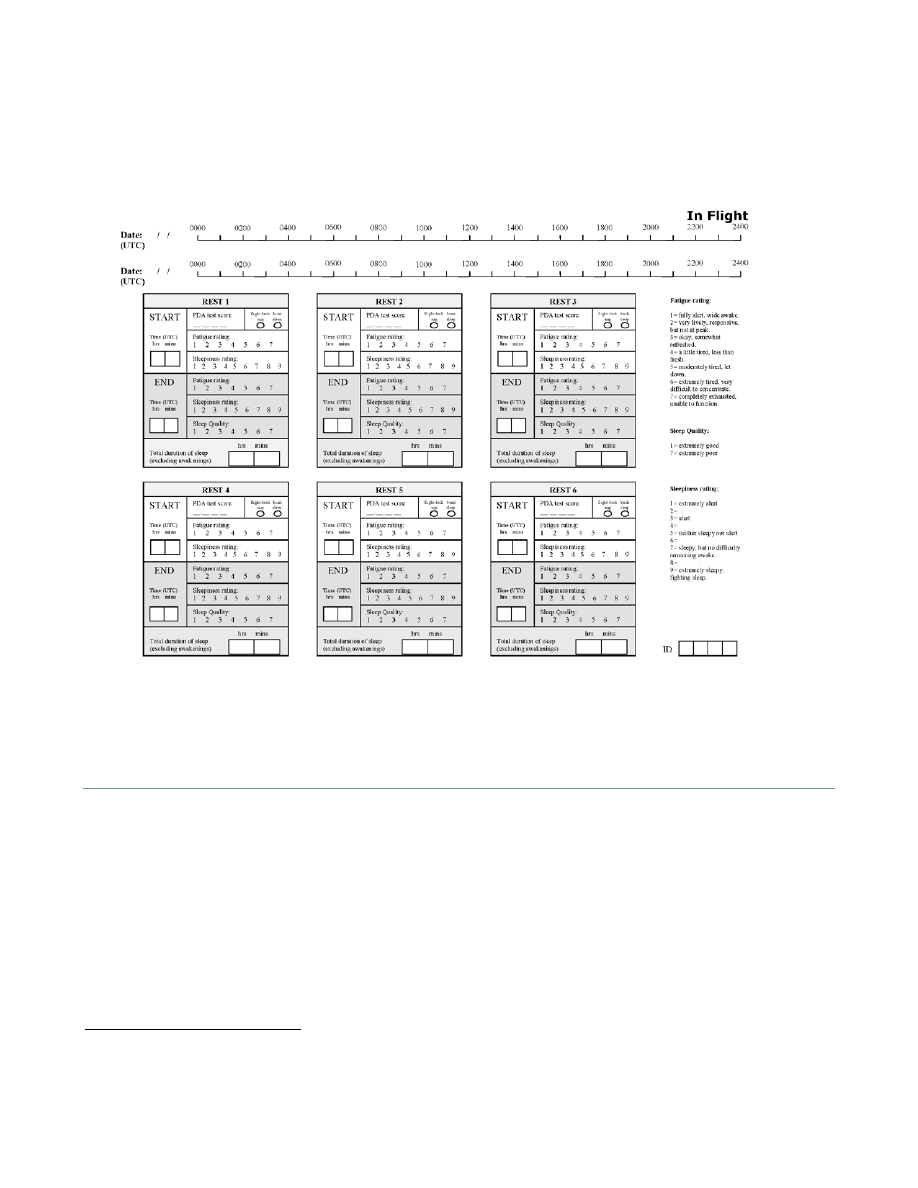 In Flight
Date: / /
(UTC)
0000 0200 0400 0600 0800 1000 1200 1400 1600 1800 2000 2200 2400
Date: / /
(UTC)
0000 0200 0400 0600 0800 1000 1200 1400 1600 1800 2000 2200 2400
REST 1
START
PDA test score
flight deck nap
bunk sleep
Time (UTC)
hrs mins
Fatigue rating:
1 2 3 4 5 6 7
Sleepiness rating:
1 2 3 4 5 6 7 8 9
END
Fatigue rating:
1 2 3 4 5 6 7
Time (UTC)
hrs mins
Sleepiness rating:
1 2 3 4 5 6 7 8 9
Sleep Quality:
1 2 3 4 5 6 7
hrs mins
Total duration of sleep
(excluding awakenings)
REST 2
START
PDA test score
flight deck nap
bunk sleep
Time (UTC)
hrs mins
Fatigue rating:
1 2 3 4 5 6 7
Sleepiness rating:
1 2 3 4 5 6 7 8 9
END
Fatigue rating:
1 2 3 4 5 6 7
Time (UTC)
hrs mins
Sleepiness rating:
1 2 3 4 5 6 7 8 9
Sleep Quality:
1 2 3 4 5 6 7
hrs mins
Total duration of sleep
(excluding awakenings)
REST 3
START
PDA test score
flight deck nap
bunk sleep
Time (UTC)
hrs mins
Fatigue rating:
1 2 3 4 5 6 7
Sleepiness rating:
1 2 3 4 5 6 7 8 9
END
Fatigue rating:
1 2 3 4 5 6 7
Time (UTC)
hrs mins
Sleepiness rating:
1 2 3 4 5 6 7 8 9
Sleep Quality:
1 2 3 4 5 6 7
hrs mins
Total duration of sleep
(excluding awakenings)
Fatigue rating:
1 = fully alert, wide awake.
2 = very lively, responsive,
but not at peak.
3 = okay, somewhat
refreshed.
4 = a little tired, less than
fresh.
5 = moderately tired, let
down.
6 = extremely tired, very
difficult to concentrate.
7 = completely exhausted,
unable to function.
Sleep Quality:
1 = extremely good
7 = extremely poor
REST 4
START
PDA test score
flight deck nap
bunk sleep
Time (UTC)
hrs mins
Fatigue rating:
1 2 3 4 5 6 7
Sleepiness rating:
1 2 3 4 5 6 7 8 9
END
Fatigue rating:
1 2 3 4 5 6 7
Time (UTC)
hrs mins
Sleepiness rating:
1 2 3 4 5 6 7 8 9
Sleep Quality:
1 2 3 4 5 6 7
hrs mins
Total duration of sleep
(excluding awakenings)
REST 5
START
PDA test score
flight deck nap
bunk sleep
Time (UTC)
hrs mins
Fatigue rating:
1 2 3 4 5 6 7
Sleepiness rating:
1 2 3 4 5 6 7 8 9
END
Fatigue rating:
1 2 3 4 5 6 7
Time (UTC)
hrs mins
Sleepiness rating:
1 2 3 4 5 6 7 8 9
Sleep Quality:
1 2 3 4 5 6 7
hrs mins
Total duration of sleep
(excluding awakenings)
REST 6
START
PDA test score
flight deck nap
bunk sleep
Time (UTC)
hrs mins
Fatigue rating:
1 2 3 4 5 6 7
Sleepiness rating:
1 2 3 4 5 6 7 8 9
END
Fatigue rating:
1 2 3 4 5 6 7
Time (UTC)
hrs mins
Sleepiness rating:
1 2 3 4 5 6 7 8 9
Sleep Quality:
1 2 3 4 5 6 7
hrs mins
Total duration of sleep
(excluding awakenings)
Sleepiness rating:
1 = extremely alert
2 =
3 = alert
4 =
5 = neither sleepy nor alert
6 =
7 = sleepy, but no difficulty
remaining awake.
8 =
9 = extremely sleepy,
fighting sleep.
ID